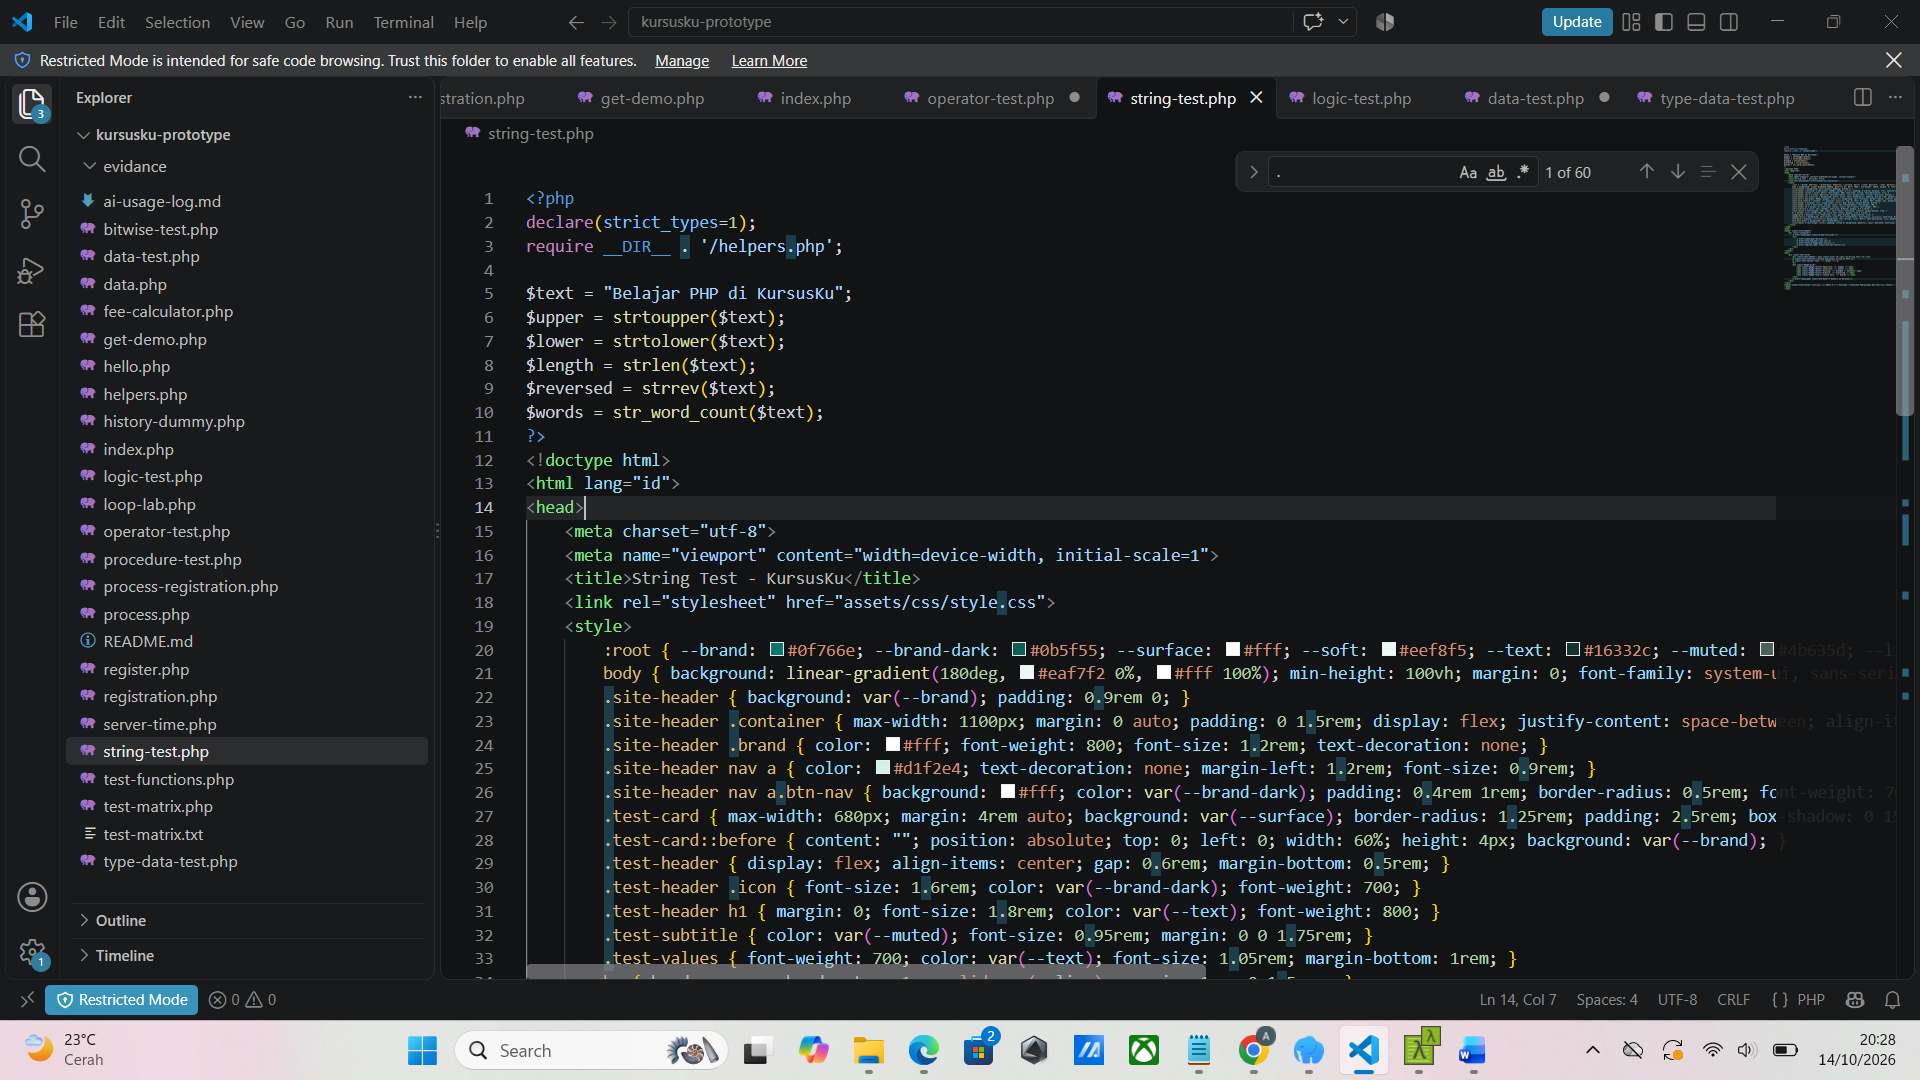 File Edit Selection View Go Run Terminal Help
kursusku-prototype
Update
Restricted Mode is intended for safe code browsing. Trust this folder to enable all features. Manage Learn More
Explorer
stration.php get-demo.php index.php operator-test.php string-test.php logic-test.php data-test.php type-data-test.php
string-test.php
. Aa ab .* 1 of 60
3
kursusku-prototype
evidance
ai-usage-log.md
bitwise-test.php
data-test.php
data.php
fee-calculator.php
get-demo.php
hello.php
helpers.php
history-dummy.php
index.php
logic-test.php
loop-lab.php
operator-test.php
procedure-test.php
process-registration.php
process.php
README.md
register.php
registration.php
server-time.php
string-test.php
test-functions.php
test-matrix.php
test-matrix.txt
type-data-test.php
Outline
Timeline
1
1 <?php
2 declare(strict_types=1);
3 require __DIR__ . '/helpers.php';
4
5 $text = "Belajar PHP di KursusKu";
6 $upper = strtoupper($text);
7 $lower = strtolower($text);
8 $length = strlen($text);
9 $reversed = strrev($text);
10 $words = str_word_count($text);
11 ?>
12 <!doctype html>
13 <html lang="id">
14 <head>
15 <meta charset="utf-8">
16 <meta name="viewport" content="width=device-width, initial-scale=1">
17 <title>String Test - KursusKu</title>
18 <link rel="stylesheet" href="assets/css/style.css">
19 <style>
20 :root { --brand: #0f766e; --brand-dark: #0b5f55; --surface: #fff; --soft: #eef8f5; --text: #16332c; --muted: #4b635d; --li
21 body { background: linear-gradient(180deg, #eaf7f2 0%, #fff 100%); min-height: 100vh; margin: 0; font-family: system-ui, sans-seri
22 .site-header { background: var(--brand); padding: 0.9rem 0; }
23 .site-header .container { max-width: 1100px; margin: 0 auto; padding: 0 1.5rem; display: flex; justify-content: space-between; align-it
24 .site-header .brand { color: #fff; font-weight: 800; font-size: 1.2rem; text-decoration: none; }
25 .site-header nav a { color: #d1f2e4; text-decoration: none; margin-left: 1.2rem; font-size: 0.9rem; }
26 .site-header nav a.btn-nav { background: #fff; color: var(--brand-dark); padding: 0.4rem 1rem; border-radius: 0.5rem; font-weight: 7
27 .test-card { max-width: 680px; margin: 4rem auto; background: var(--surface); border-radius: 1.25rem; padding: 2.5rem; box-shadow: 0 1
28 .test-card::before { content: ""; position: absolute; top: 0; left: 0; width: 60%; height: 4px; background: var(--brand); }
29 .test-header { display: flex; align-items: center; gap: 0.6rem; margin-bottom: 0.5rem; }
30 .test-header .icon { font-size: 1.6rem; color: var(--brand-dark); font-weight: 700; }
31 .test-header h1 { margin: 0; font-size: 1.8rem; color: var(--text); font-weight: 800; }
32 .test-subtitle { color: var(--muted); font-size: 0.95rem; margin: 0 0 1.75rem; }
33 .test-values { font-weight: 700; color: var(--text); font-size: 1.05rem; margin-bottom: 1rem; }
Restricted Mode 0 0 Ln 14, Col 7 Spaces: 4 UTF-8 CRLF { } PHP
23°C
Cerah
Search
2
A
20:28
14/10/2026